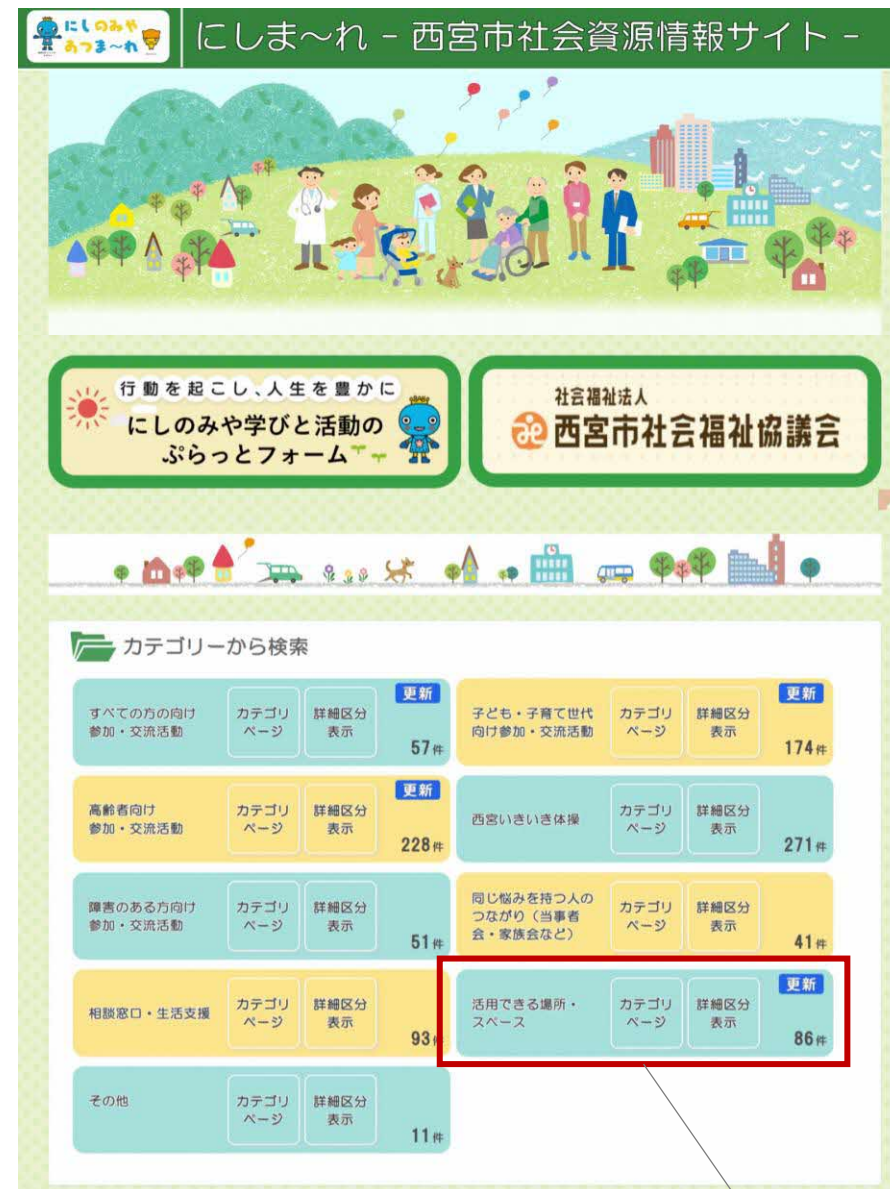 にしのみや
あつま～れ
にしま～れ - 西宮市社会資源情報サイト -
行動を起こし、人生を豊かに
にしのみや学びと活動の
ぷらっとフォーム
社会福祉法人
西宮市社会福祉協議会
カテゴリーから検索
すべての方の向け
参加・交流活動
カテゴリ
ページ
詳細区分
表示
更新
57件
子ども・子育て世代
向け参加・交流活動
カテゴリ
ページ
詳細区分
表示
更新
174件
高齢者向け
参加・交流活動
カテゴリ
ページ
詳細区分
表示
更新
228件
西宮いきいき体操
カテゴリ
ページ
詳細区分
表示
271件
障害のある方向け
参加・交流活動
カテゴリ
ページ
詳細区分
表示
51件
同じ悩みを持つ人の
つながり（当事者
会・家族会など）
カテゴリ
ページ
詳細区分
表示
41件
相談窓口・生活支援
カテゴリ
ページ
詳細区分
表示
93件
活用できる場所・
スペース
カテゴリ
ページ
詳細区分
表示
更新
86件
その他
カテゴリ
ページ
詳細区分
表示
11件